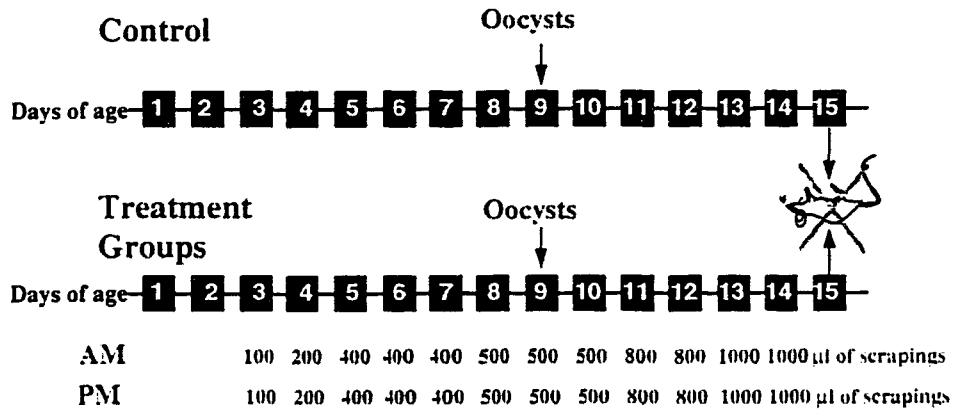 Control
Oocysts
Days of age 1 2 3 4 5 6 7 8 9 10 11 12 13 14 15
Treatment
Groups
Oocysts
Days of age 1 2 3 4 5 6 7 8 9 10 11 12 13 14 15
AM 100 200 400 400 400 500 500 500 800 800 1000 1000 µl of scrapings
PM 100 200 400 400 400 500 500 500 800 800 1000 1000 µl of scrapings